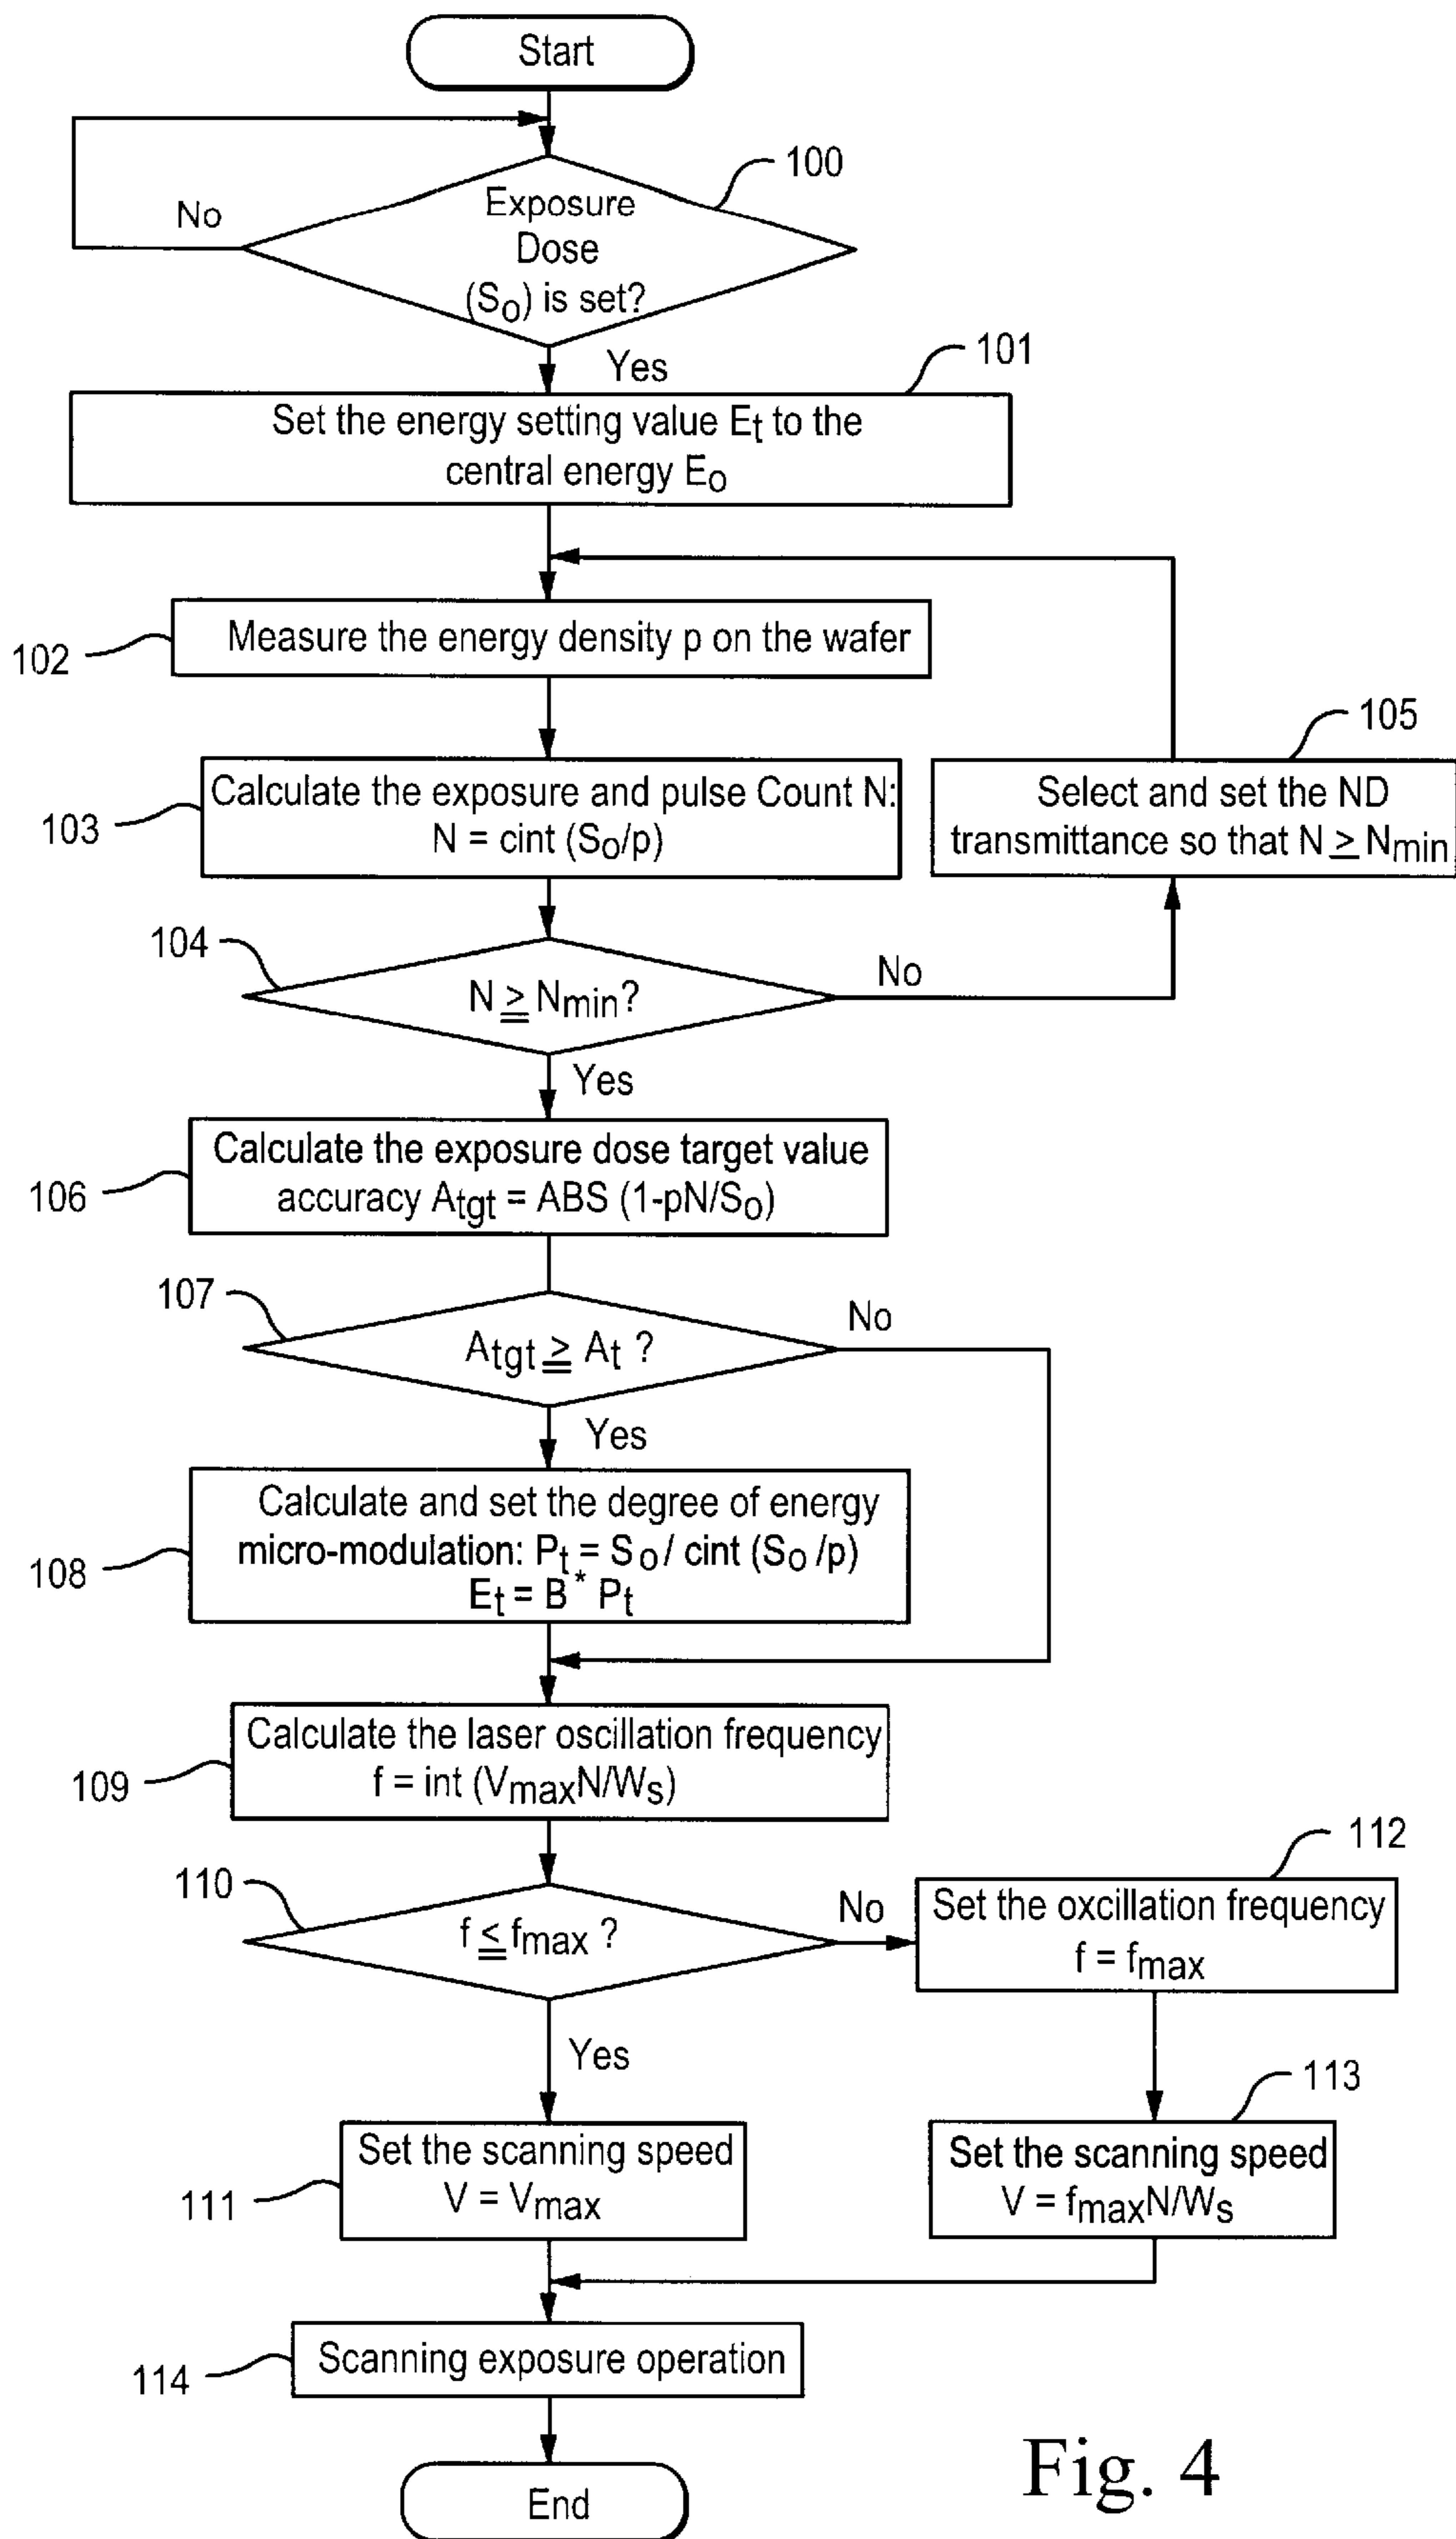 Start
100
No
Exposure
Dose
(So) is set?
Yes
101
Set the energy setting value Et to the
central energy Eo
102
Measure the energy density p on the wafer
105
103
Calculate the exposure and pulse Count N:
N = cint (So/p)
Select and set the ND
transmittance so that N ≧ Nmin
104
N ≧ Nmin?
No
Yes
106
Calculate the exposure dose target value
accuracy Atgt = ABS (1-pN/So)
107
Atgt ≧ At ?
No
Yes
108
Calculate and set the degree of energy
micro-modulation: Pt = So / cint (So /p)
Et = B * Pt
109
Calculate the laser oscillation frequency
f = int (VmaxN/Ws)
110
f ≦ fmax ?
No
112
Set the oxcillation frequency
f = fmax
Yes
113
111
Set the scanning speed
V = Vmax
Set the scanning speed
V = fmaxN/Ws
114
Scanning exposure operation
End
Fig. 4